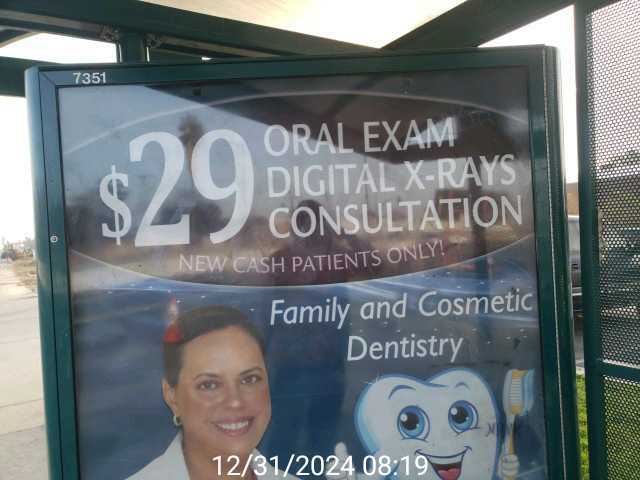 7351
$29
ORAL EXAM
DIGITAL X-RAYS
CONSULTATION
NEW CASH PATIENTS ONLY!
Family and Cosmetic
Dentistry
12/31/2024 08:19